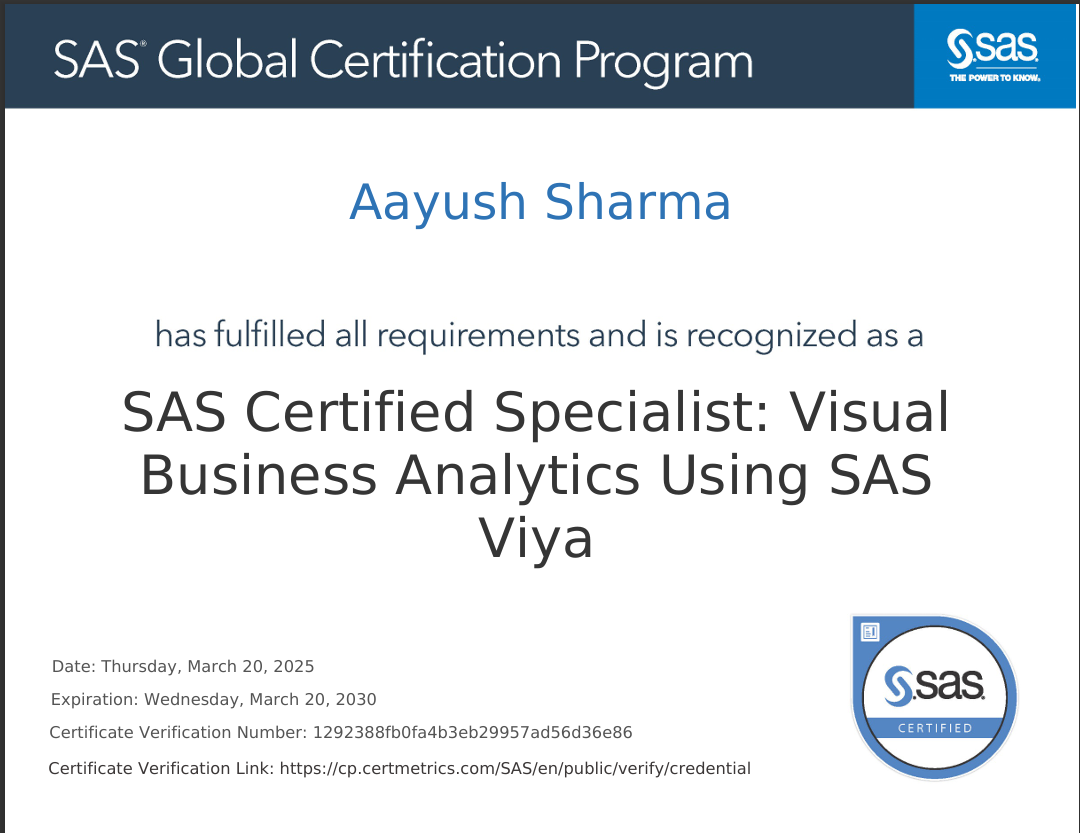 SAS® Global Certification Program
sas
THE POWER TO KNOW.
Aayush Sharma
has fulfilled all requirements and is recognized as a
SAS Certified Specialist: Visual
Business Analytics Using SAS
Viya
Date: Thursday, March 20, 2025
Expiration: Wednesday, March 20, 2030
Certificate Verification Number: 1292388fb0fa4b3eb29957ad56d36e86
Certificate Verification Link: https://cp.certmetrics.com/SAS/en/public/verify/credential
sas
CERTIFIED